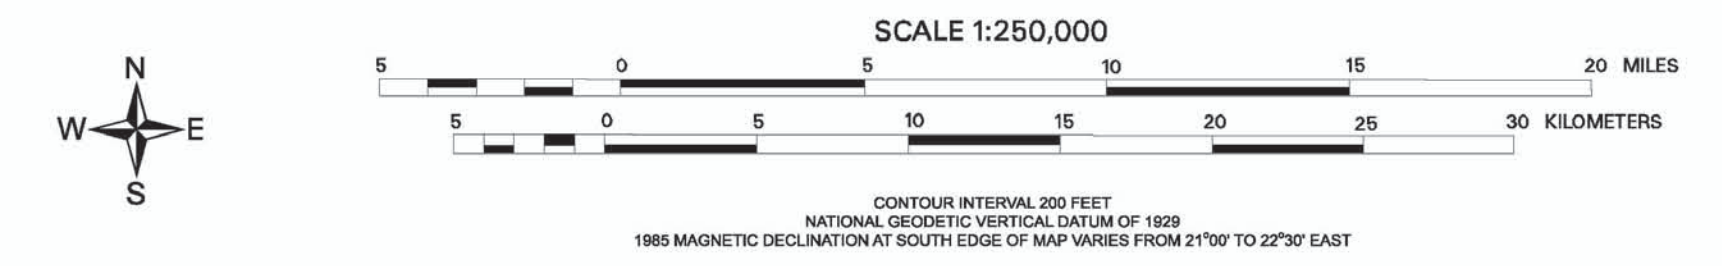 SCALE 1:250,000
N
W E
S
5 0 5 10 15 20 MILES
5 0 5 10 15 20 25 30 KILOMETERS
CONTOUR INTERVAL 200 FEET
NATIONAL GEODETIC VERTICAL DATUM OF 1929
1985 MAGNETIC DECLINATION AT SOUTH EDGE OF MAP VARIES FROM 21°00' TO 22°30' EAST